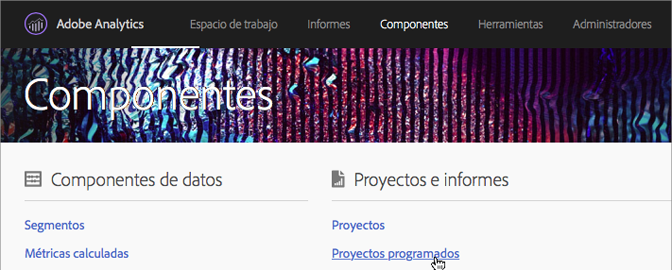 Adobe Analytics Espacio de trabajo Informes Componentes Herramientas Administradores
Componentes
Componentes de datos
Segmentos
Métricas calculadas
Proyectos e informes
Proyectos
Proyectos programados